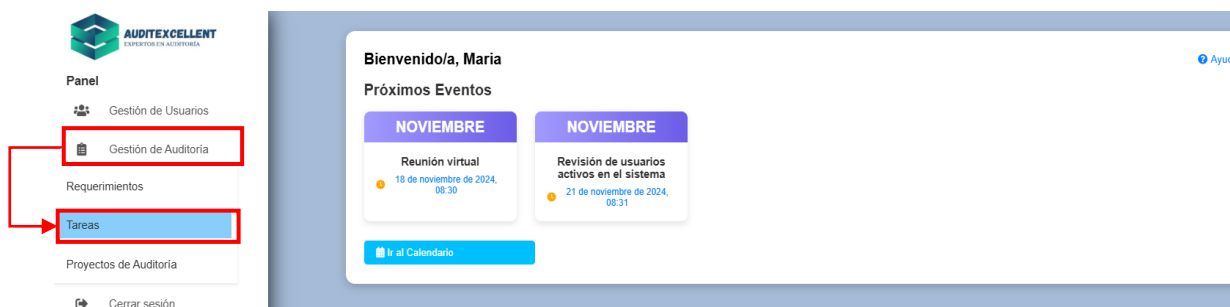 AUDITEXCELLENT
EXPERTOS EN AUDITORÍA
Panel
Gestión de Usuarios
Gestión de Auditoría
Requerimientos
Tareas
Proyectos de Auditoría
Cerrar sesión
Bienvenido/a, Maria
Próximos Eventos
NOVIEMBRE
Reunión virtual
18 de noviembre de 2024,
08:30
NOVIEMBRE
Revisión de usuarios
activos en el sistema
21 de noviembre de 2024,
08:31
Ir al Calendario